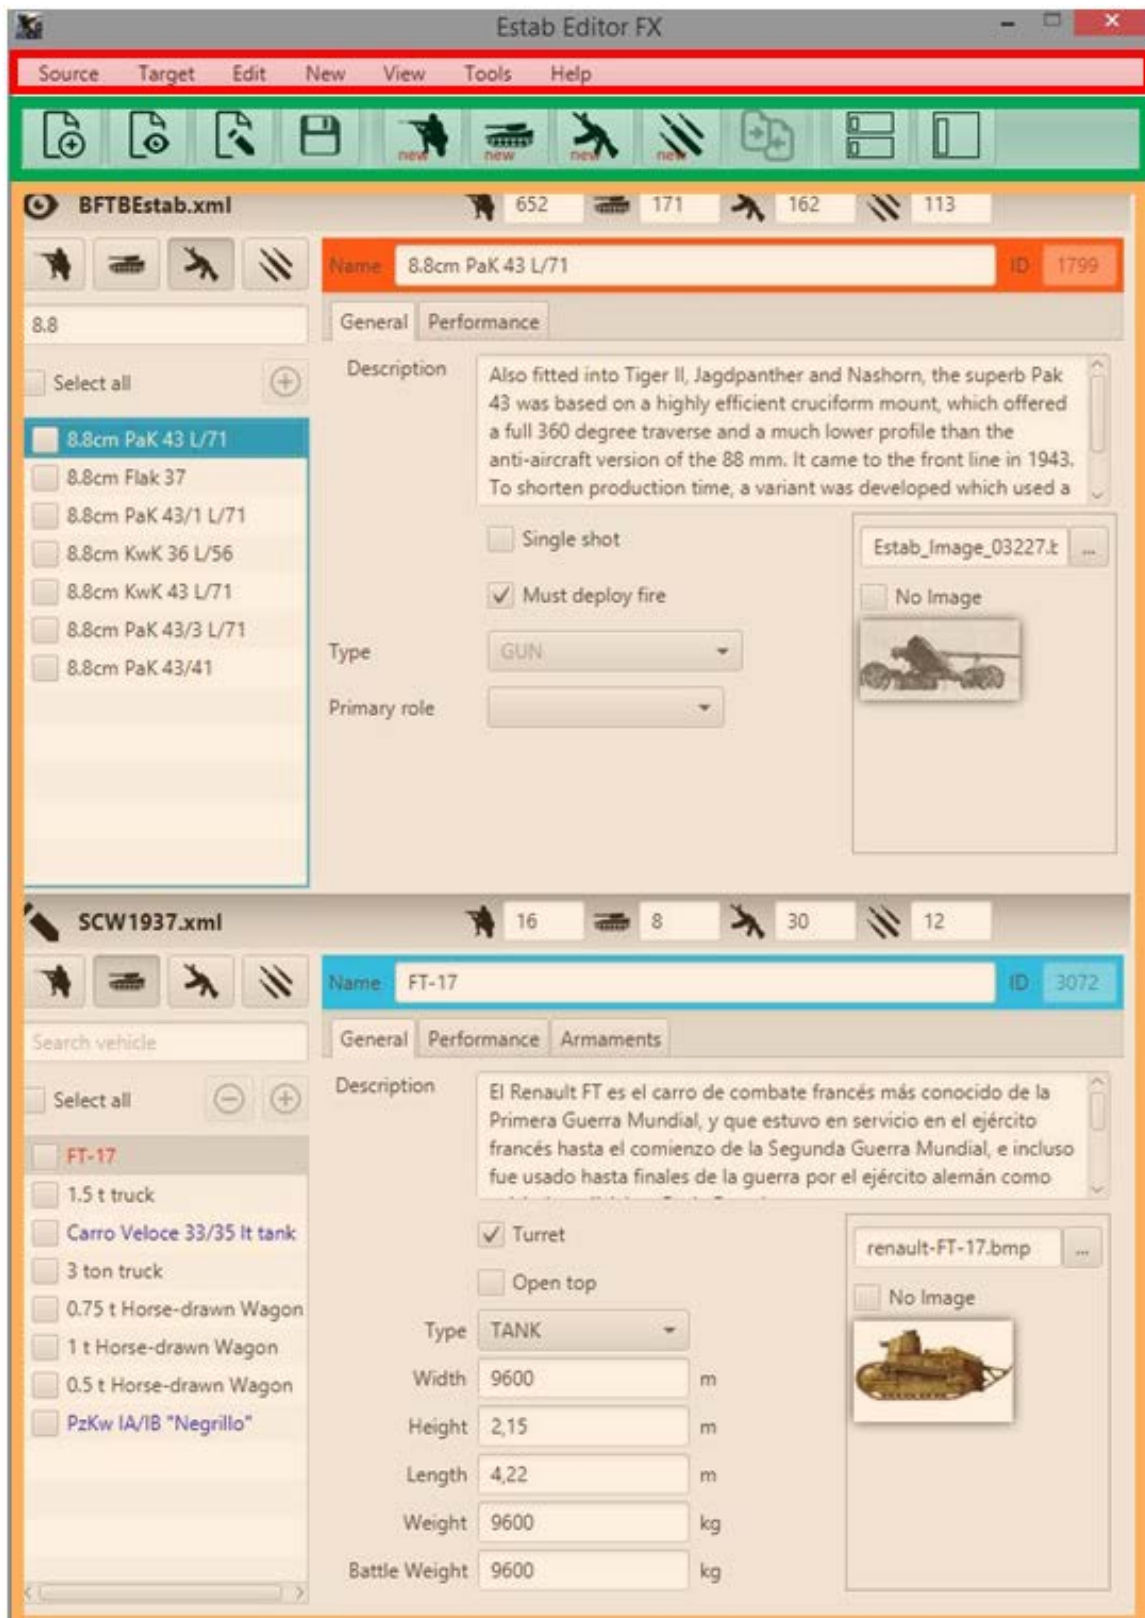 Estab Editor FX
Source Target Edit New View Tools Help
new new new new
BFTBEstab.xml 652 171 162 113
Name 8.8cm PaK 43 L/71 ID 1799
8.8
General Performance
Select all
Description
Also fitted into Tiger II, Jagdpanther and Nashorn, the superb Pak
43 was based on a highly efficient cruciform mount, which offered
a full 360 degree traverse and a much lower profile than the
anti-aircraft version of the 88 mm. It came to the front line in 1943.
To shorten production time, a variant was developed which used a
8.8cm PaK 43 L/71
8.8cm Flak 37
8.8cm PaK 43/1 L/71
8.8cm KwK 36 L/56
8.8cm KwK 43 L/71
8.8cm PaK 43/3 L/71
8.8cm PaK 43/41
Single shot
Must deploy fire
Type GUN
Primary role
Estab_Image_03227.t ...
No Image
SCW1937.xml 16 8 30 12
Name FT-17 ID 3072
Search vehicle
General Performance Armaments
Select all
Description
El Renault FT es el carro de combate francés más conocido de la
Primera Guerra Mundial, y que estuvo en servicio en el ejército
francés hasta el comienzo de la Segunda Guerra Mundial, e incluso
fue usado hasta finales de la guerra por el ejército alemán como
FT-17
1.5 t truck
Carro Veloce 33/35 lt tank
3 ton truck
0.75 t Horse-drawn Wagon
1 t Horse-drawn Wagon
0.5 t Horse-drawn Wagon
PzKw IA/IB "Negrillo"
Turret
Open top
Type TANK
Width 9600 m
Height 2,15 m
Length 4,22 m
Weight 9600 kg
Battle Weight 9600 kg
renault-FT-17.bmp ...
No Image